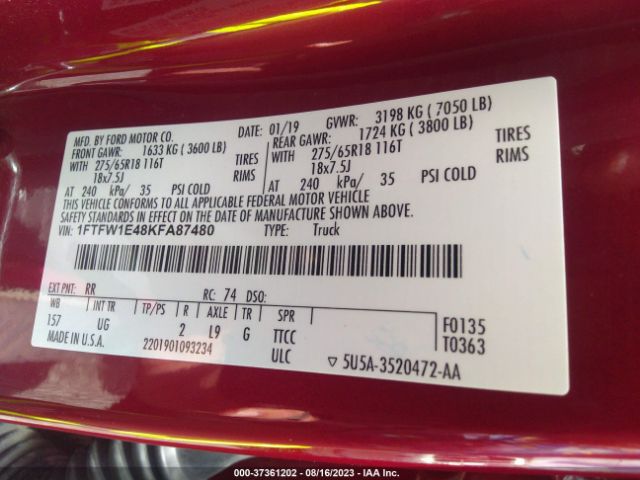 MFD. BY FORD MOTOR CO.
DATE: 01/19 GVWR: 3198 KG ( 7050 LB)
FRONT GAWR: 1633 KG ( 3600 LB) REAR GAWR: 1724 KG ( 3800 LB)
WITH 275/65R18 116T TIRES WITH 275/65R18 116T TIRES
18x7.5J RIMS 18x7.5J RIMS
AT 240 kPa/ 35 PSI COLD AT 240 kPa/ 35 PSI COLD
THIS VEHICLE CONFORMS TO ALL APPLICABLE FEDERAL MOTOR VEHICLE
SAFETY STANDARDS IN EFFECT ON THE DATE OF MANUFACTURE SHOWN ABOVE.
VIN: 1FTFW1E48KFA87480 TYPE: Truck
EXT PNT: RR RC: 74 DSO:
WB INT TR TP/PS R AXLE TR SPR F0135
157 UG 2 L9 G TTCC T0363
MADE IN U.S.A. 2201901093234 ULC ▽ 5U5A-3520472-AA
000-37361202 - 08/16/2023 - IAA Inc.